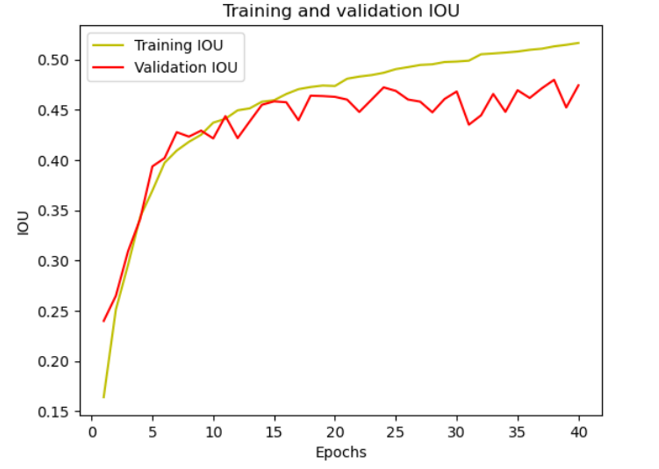 Training and validation IOU
Training IOU
Validation IOU
IOU
0.50
0.45
0.40
0.35
0.30
0.25
0.20
0.15
0 5 10 15 20 25 30 35 40
Epochs